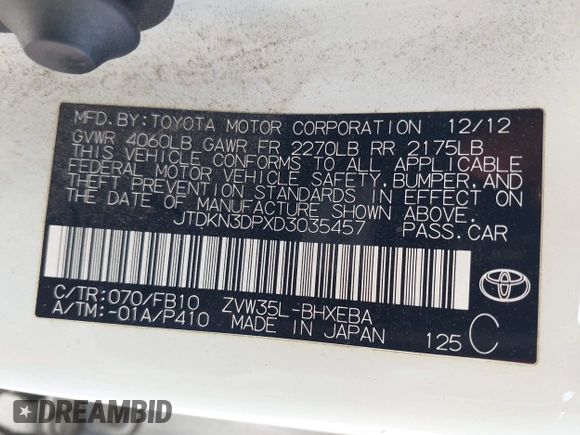 MFD. BY: TOYOTA MOTOR CORPORATION 12/12
GVWR 4060LB GAWR FR 2270LB RR 2175LB
THIS VEHICLE CONFORMS TO ALL APPLICABLE
FEDERAL MOTOR VEHICLE SAFETY, BUMPER, AND
THEFT PREVENTION STANDARDS IN EFFECT ON
THE DATE OF MANUFACTURE SHOWN ABOVE.
JTDKN3DPXD3035457 PASS.CAR
C/TR:070/FB10 ZVW35L-BHXEBA
A/TM:-01A/P410 MADE IN JAPAN
125 C
DREAMBID